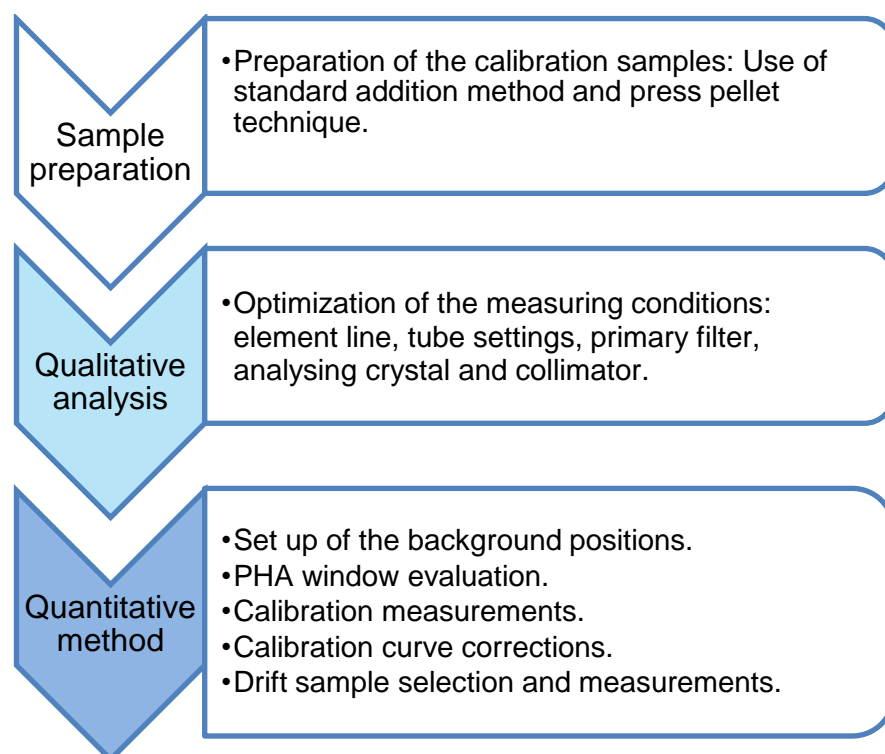 Sample
preparation
•Preparation of the calibration samples: Use of
standard addition method and press pellet
technique.
Qualitative
analysis
•Optimization of the measuring conditions:
element line, tube settings, primary filter,
analysing crystal and collimator.
Quantitative
method
•Set up of the background positions.
•PHA window evaluation.
•Calibration measurements.
•Calibration curve corrections.
•Drift sample selection and measurements.